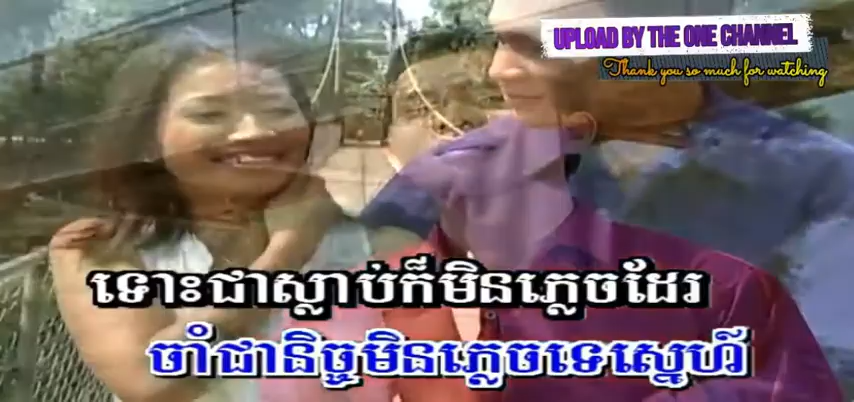 UPLOAD BY THE ONE CHANNEL
Thank you so much for watching
ទោះជាស្លាប់ក៏មិនភ្លេចដែរ
ចាំជានិច្ចមិនភ្លេចទេស្នេហ៍